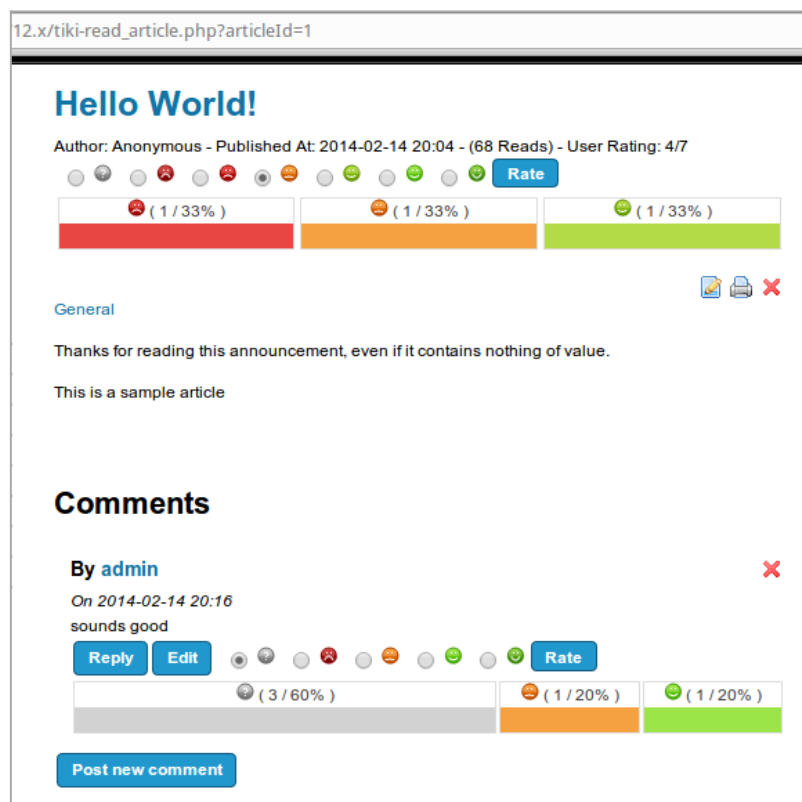 12.x/tiki-read_article.php?articleId=1
Hello World!
Author: Anonymous - Published At: 2014-02-14 20:04 - (68 Reads) - User Rating: 4/7
Rate
( 1 / 33% ) ( 1 / 33% ) ( 1 / 33% )
General
Thanks for reading this announcement, even if it contains nothing of value.
This is a sample article
Comments
By admin
On 2014-02-14 20:16
sounds good
Reply Edit Rate
( 3 / 60% ) ( 1 / 20% ) ( 1 / 20% )
Post new comment